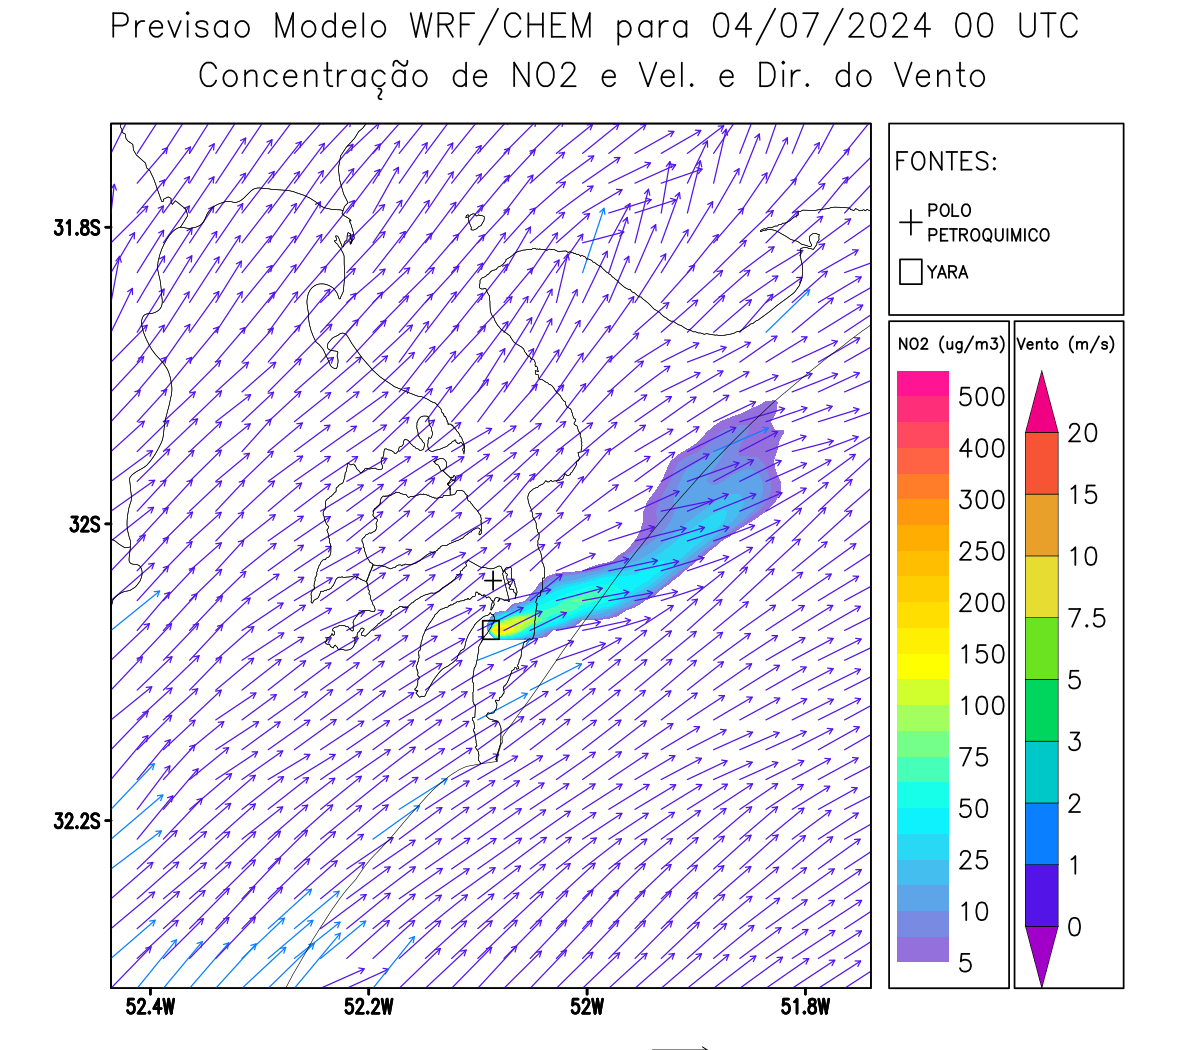 Previsao Modelo WRF/CHEM para 04/07/2024 00 UTC
Concentração de NO2 e Vel. e Dir. do Vento
FONTES:
POLO
PETROQUIMICO
YARA
31.8S
32S
32.2S
52.4W
52.2W
52W
51.8W
NO2 (ug/m3)
500
400
300
250
200
150
100
75
50
25
10
5
Vento (m/s)
20
15
10
7.5
5
3
2
1
0